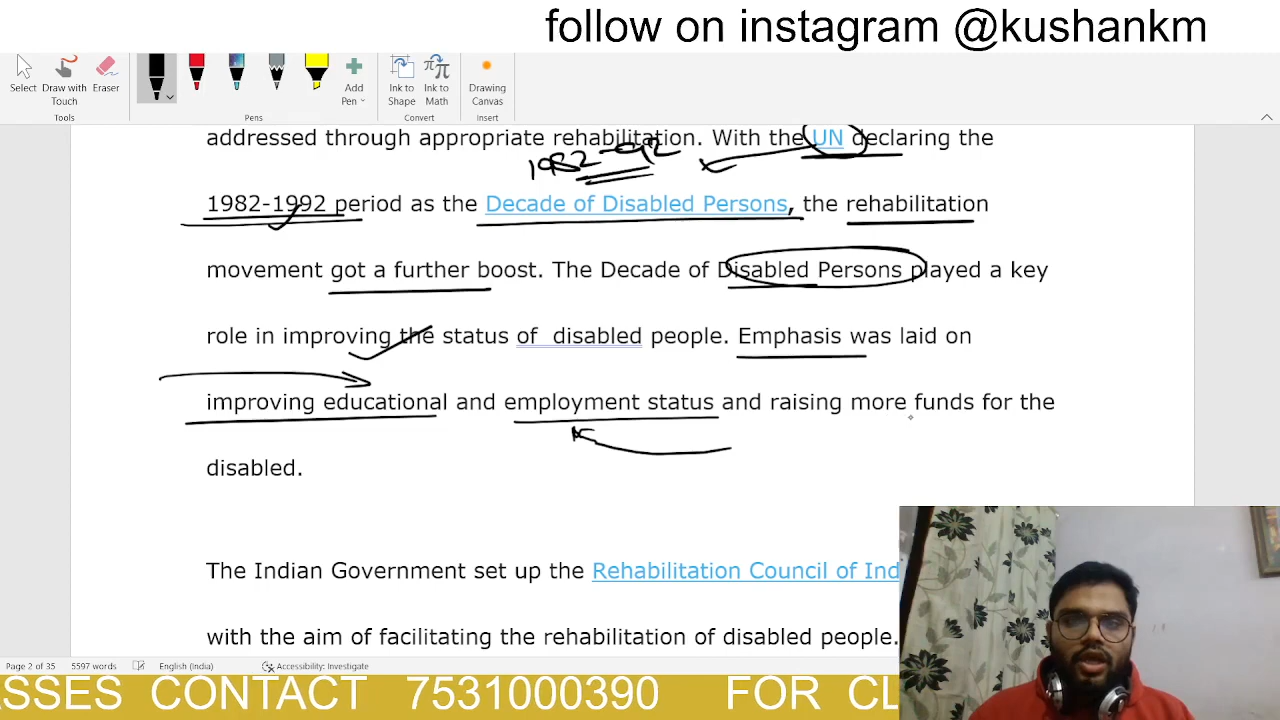 follow on instagram @kushankm
Select
Draw with Touch
Eraser
Add Pen
Ink to Shape
Ink to Math
Drawing Canvas
Tools
Pens
Convert
Insert
addressed through appropriate rehabilitation. With the UN declaring the
1982-92
1982-1992 period as the Decade of Disabled Persons, the rehabilitation
movement got a further boost. The Decade of Disabled Persons played a key
role in improving the status of  disabled people. Emphasis was laid on
improving educational and employment status and raising more funds for the
disabled.
The Indian Government set up the Rehabilitation Council of Ind
with the aim of facilitating the rehabilitation of disabled people.
Page 2 of 35 5597 words English (India) Accessibility: Investigate
ASSES CONTACT 7531000390 FOR CL